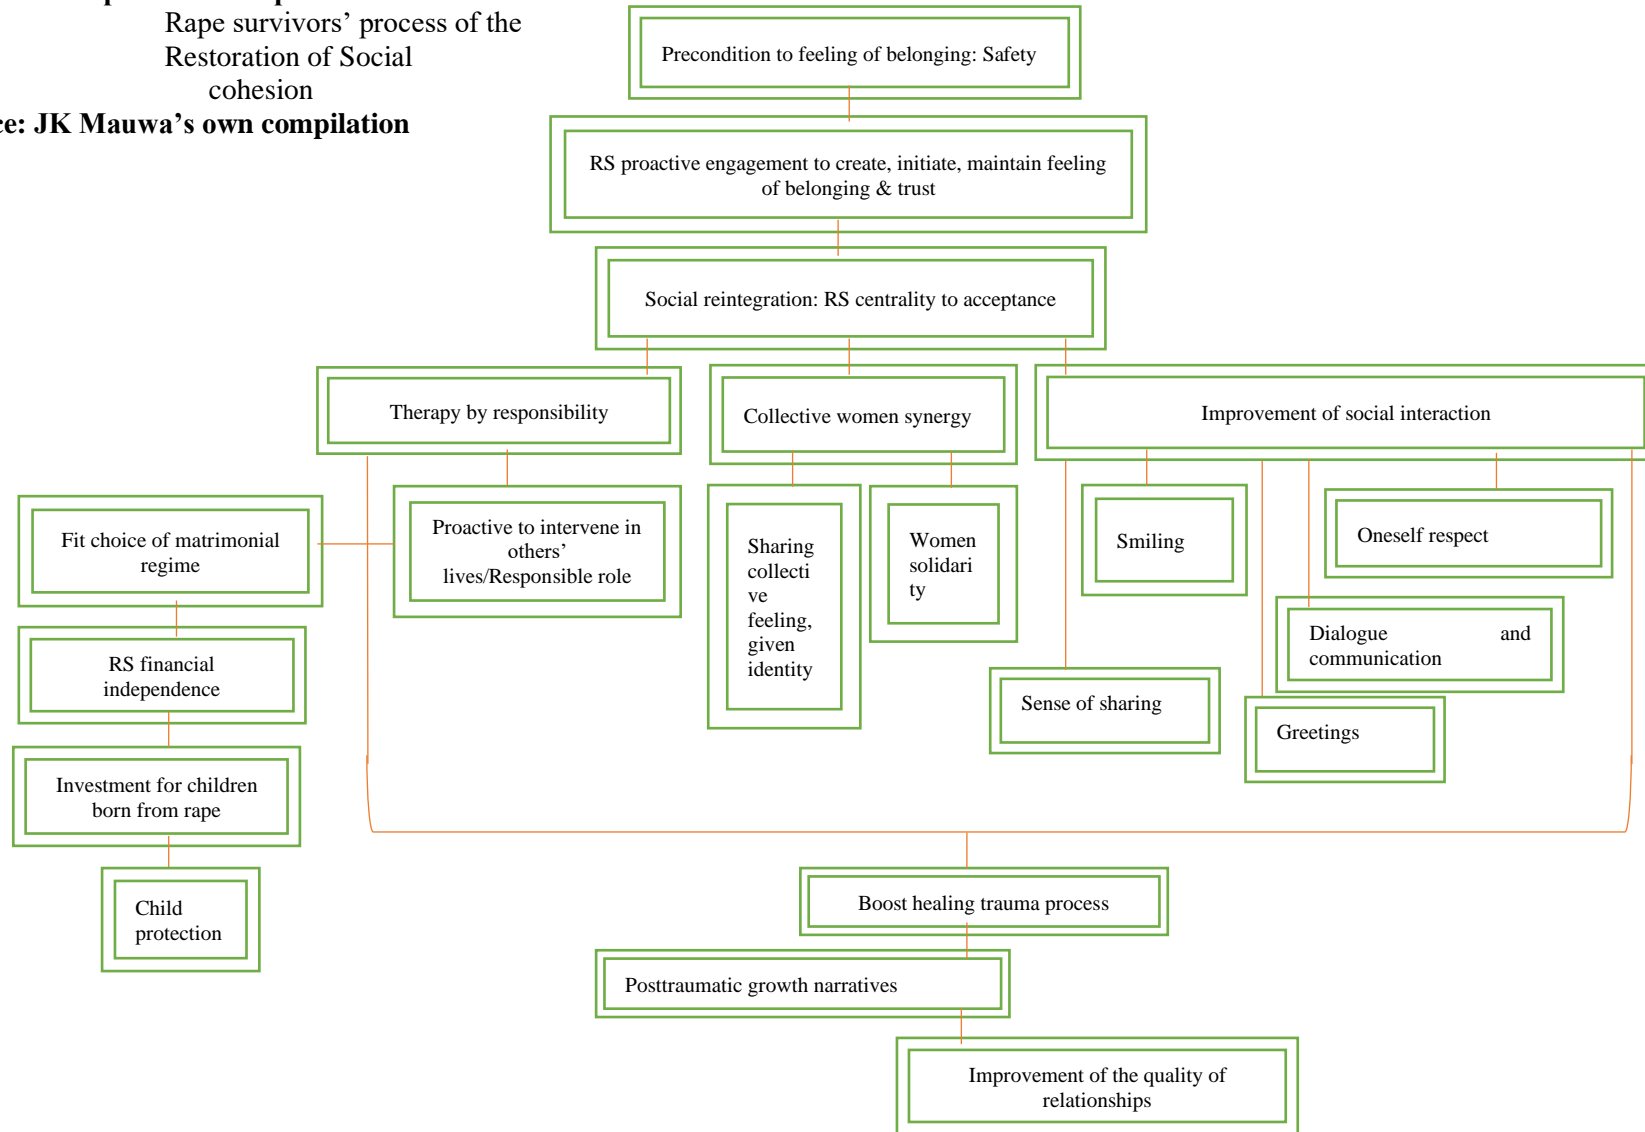 Rape survivors’ process of the
Restoration of Social
cohesion
JK Mauwa’s own compilation
Precondition to feeling of belonging: Safety
RS proactive engagement to create, initiate, maintain feeling
of belonging & trust
Social reintegration: RS centrality to acceptance
Therapy by responsibility
Collective women synergy
Improvement of social interaction
Fit choice of matrimonial
regime
Proactive to intervene in
others’
lives/Responsible role
Sharing
collecti
ve
feeling,
given
identity
Women
solidari
ty
Smiling
Oneself respect
Dialogue and
communication
RS financial
independence
Sense of sharing
Greetings
Investment for children
born from rape
Child
protection
Boost healing trauma process
Posttraumatic growth narratives
Improvement of the quality of
relationships